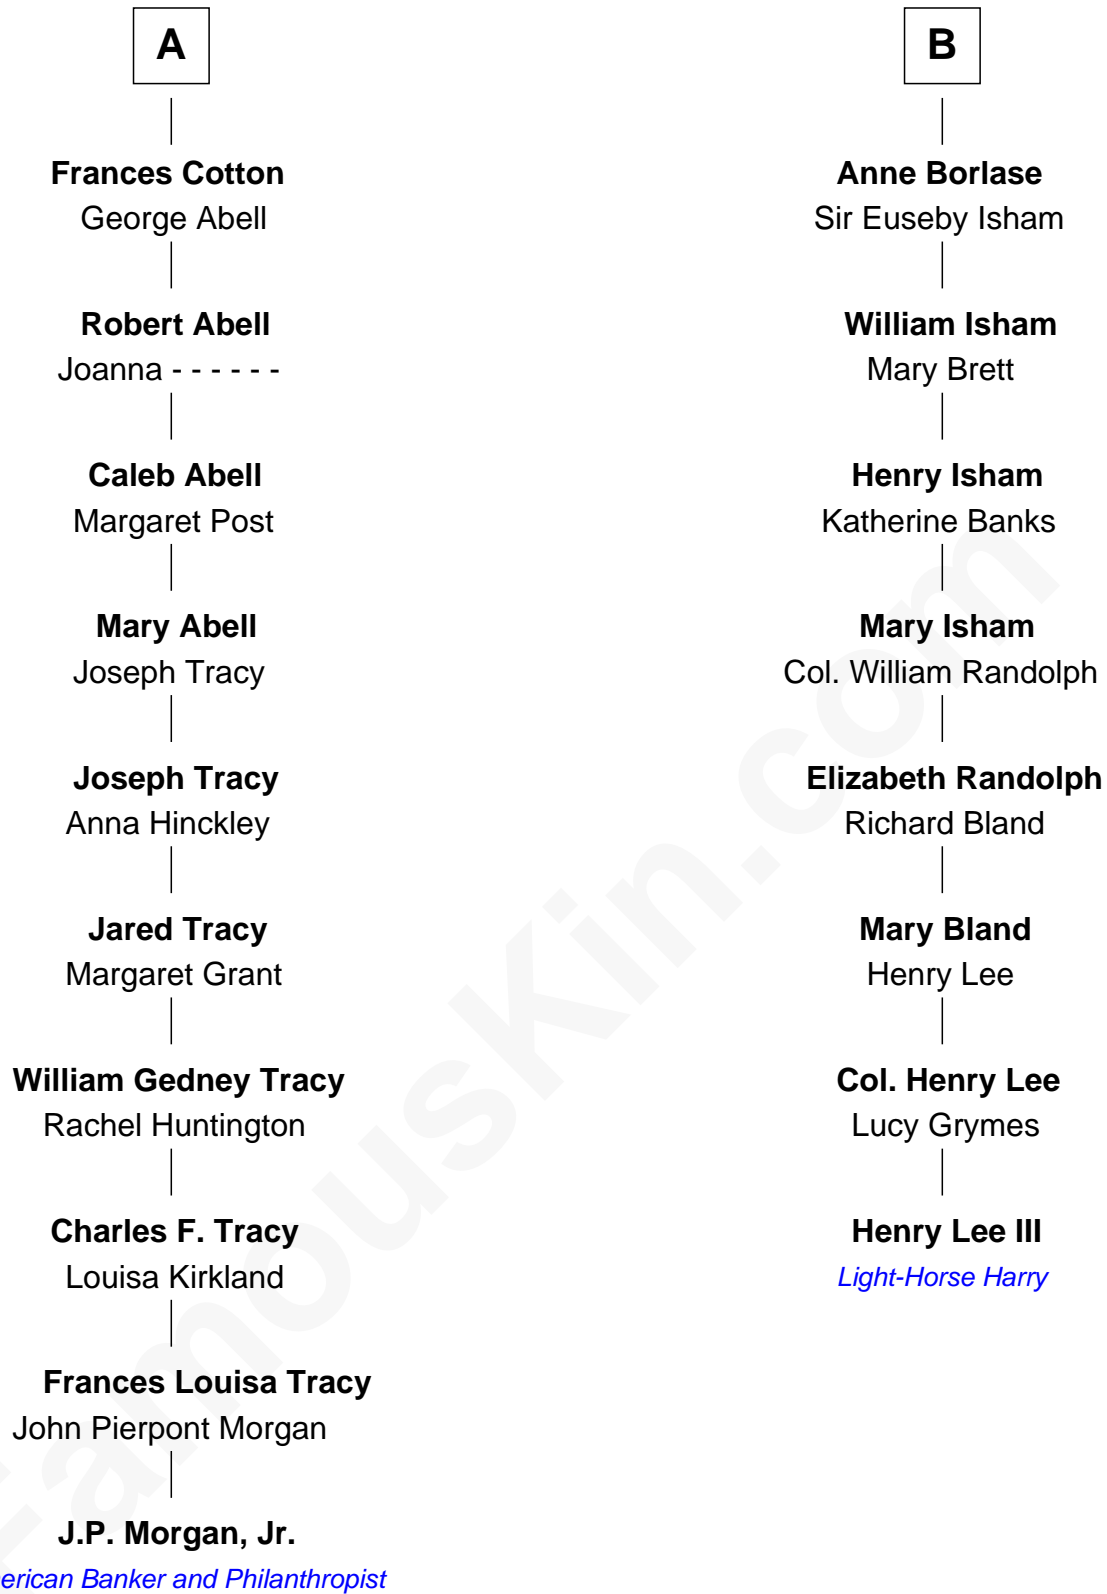 A
Frances Cotton
George Abell
Robert Abell
Joanna - - - - - -
Caleb Abell
Margaret Post
Mary Abell
Joseph Tracy
Joseph Tracy
Anna Hinckley
Jared Tracy
Margaret Grant
William Gedney Tracy
Rachel Huntington
Charles F. Tracy
Louisa Kirkland
Frances Louisa Tracy
John Pierpont Morgan
J.P. Morgan, Jr.
erican Banker and Philanthropist
B
Anne Borlase
Sir Euseby Isham
William Isham
Mary Brett
Henry Isham
Katherine Banks
Mary Isham
Col. William Randolph
Elizabeth Randolph
Richard Bland
Mary Bland
Henry Lee
Col. Henry Lee
Lucy Grymes
Henry Lee III
Light-Horse Harry
FamousKin.com